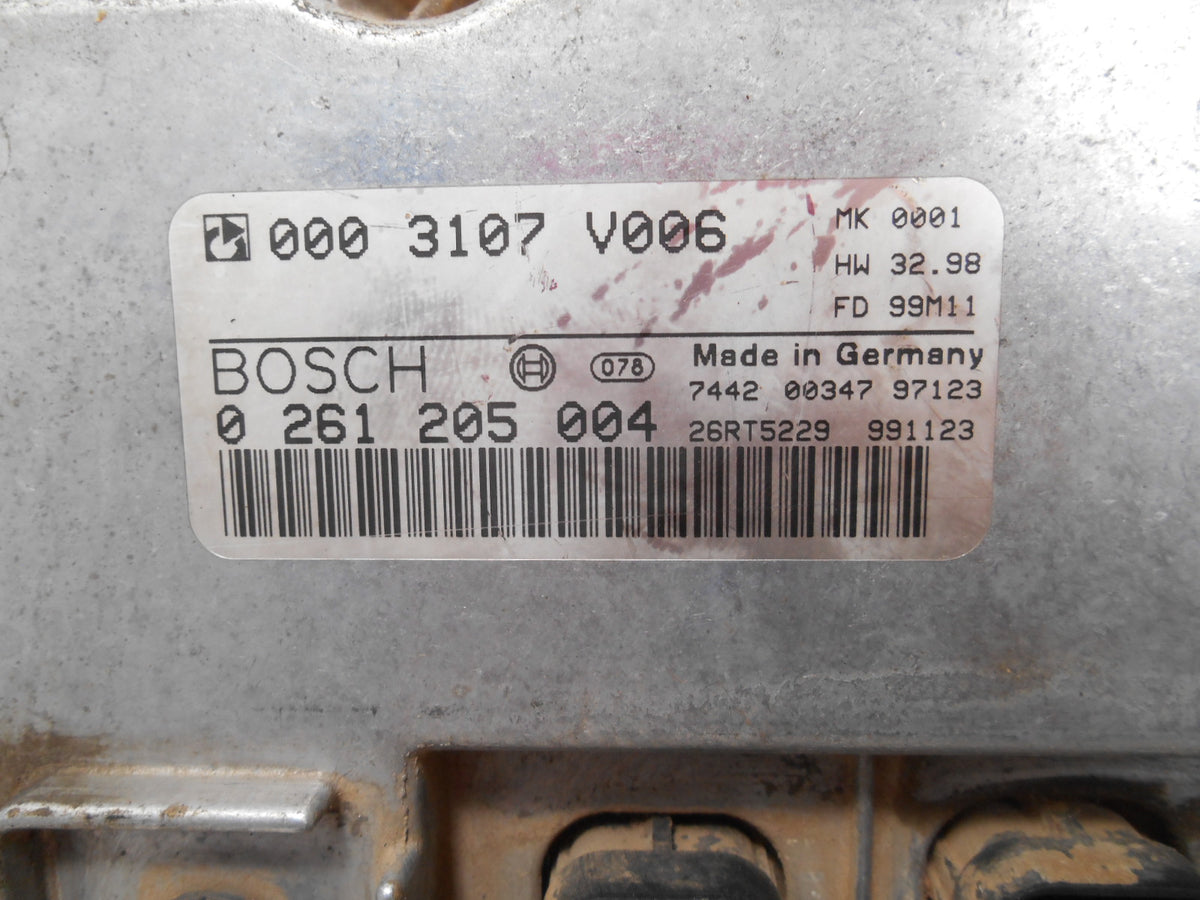 000 3107 V006
MK 0001
HW 32.98
FD 99M11
BOSCH
H
078
Made in Germany
7442 00347 97123
0 261 205 004
26RT5229 991123